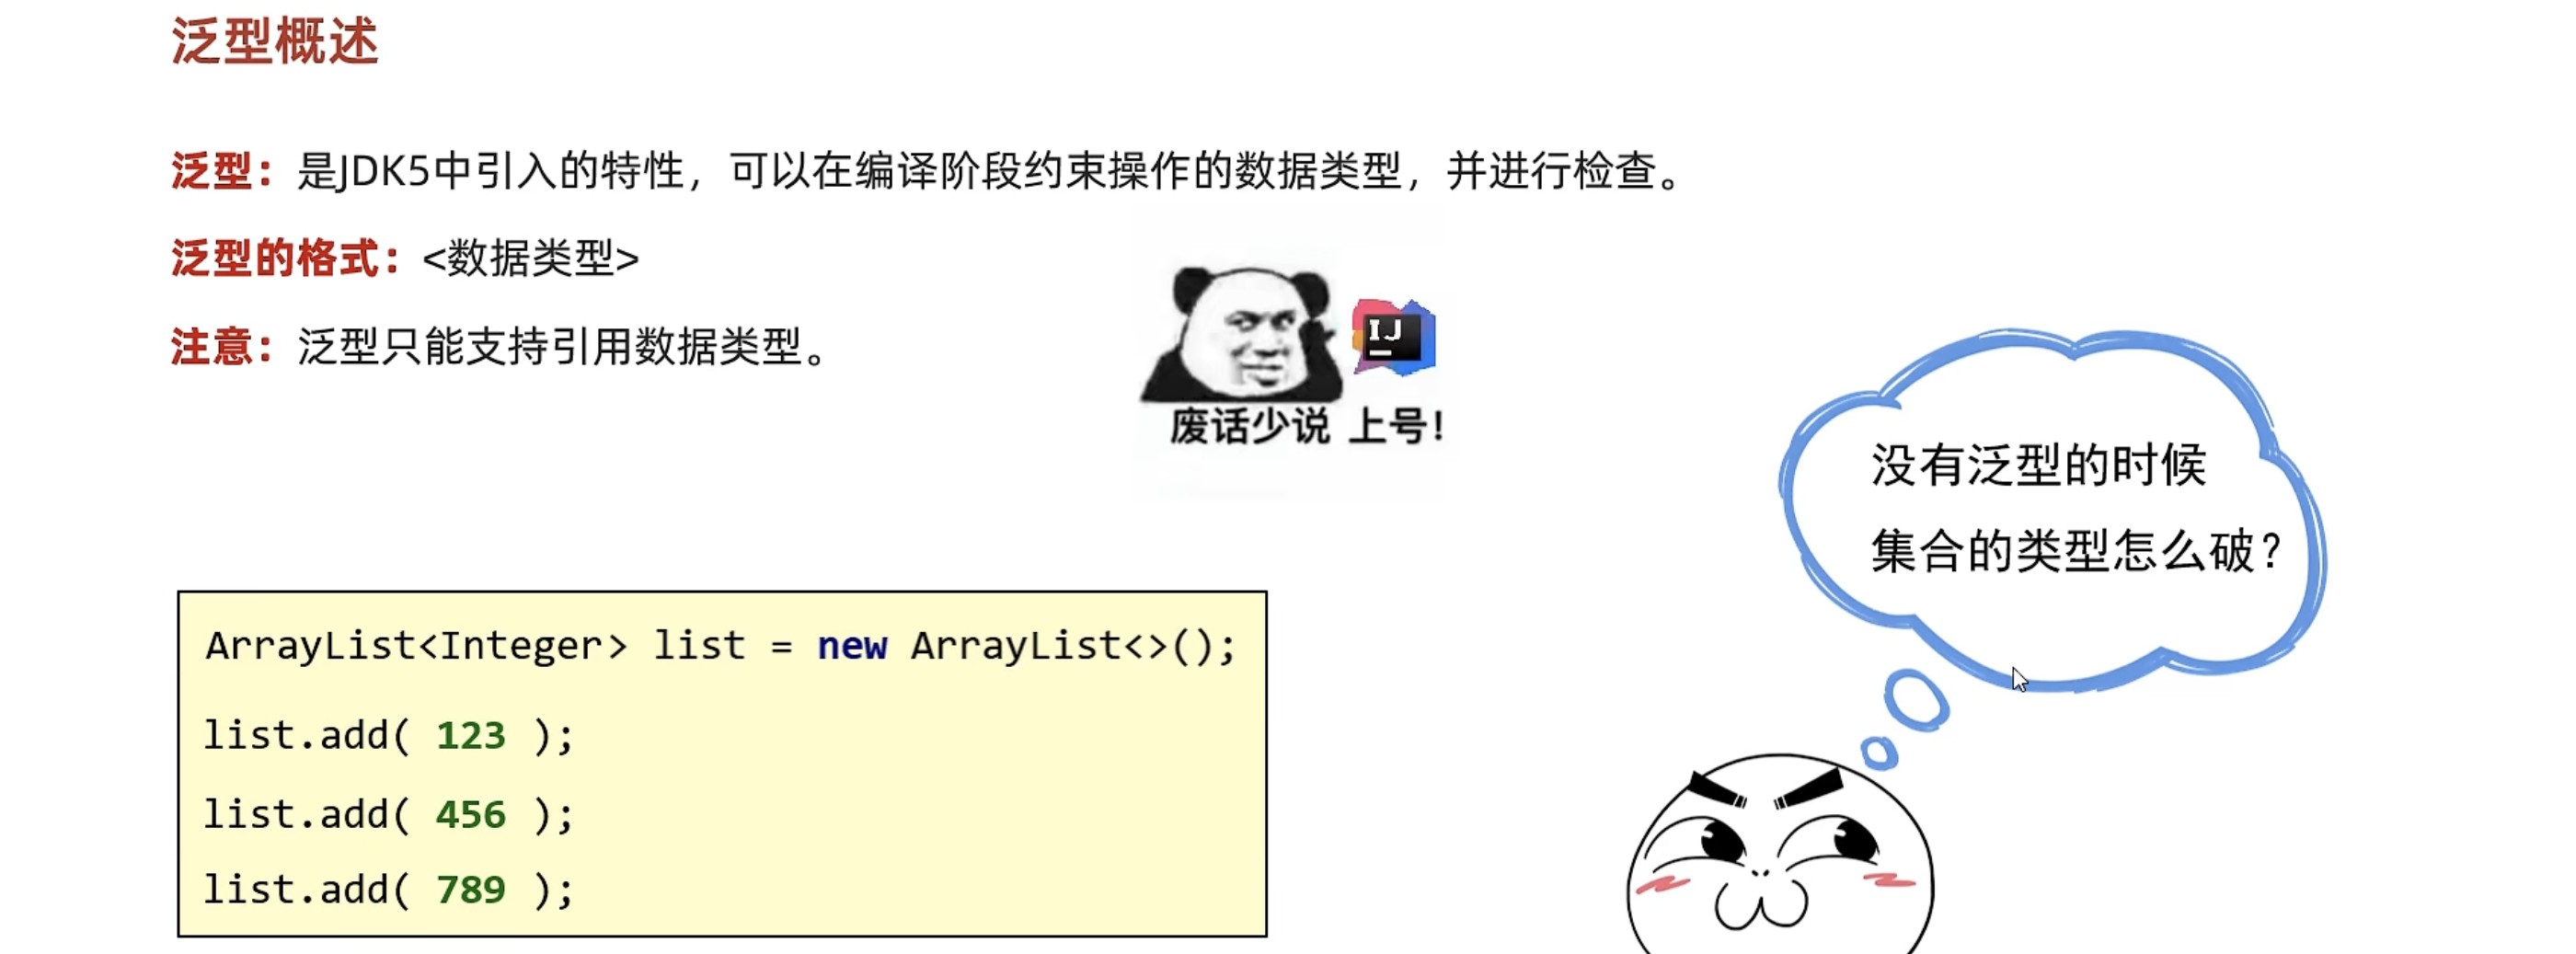 泛型概述
泛型：是JDK5中引入的特性，可以在编译阶段约束操作的数据类型，并进行检查。
泛型的格式：<数据类型>
注意：泛型只能支持引用数据类型。
IJ
废话少说 上号！
没有泛型的时候
集合的类型怎么破？
ArrayList<Integer> list = new ArrayList<>();
list.add( 123 );
list.add( 456 );
list.add( 789 );